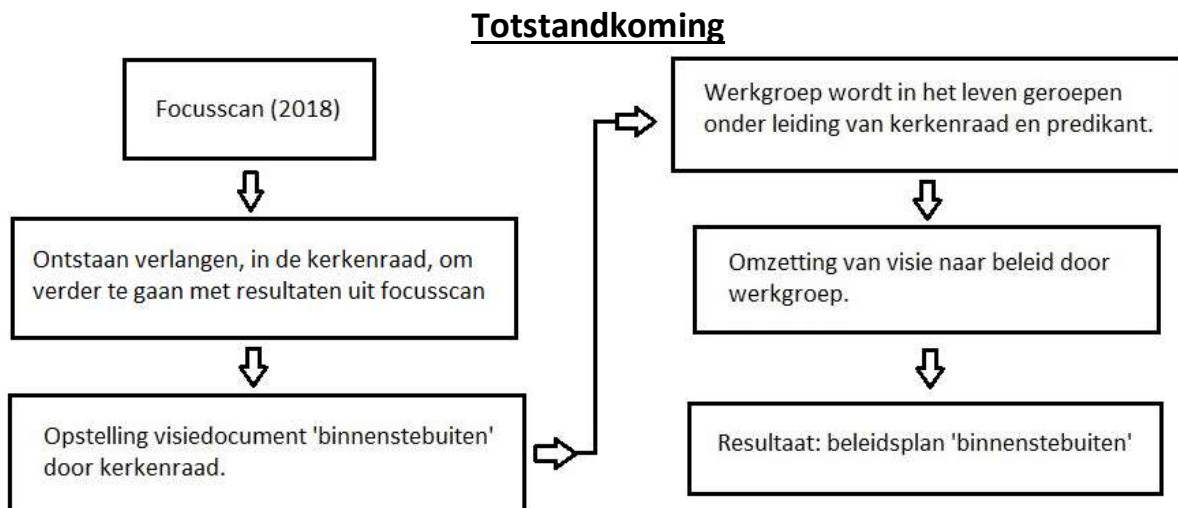 Totstandkoming
Focusscan (2018)
Ontstaan verlangen, in de kerkenraad, om
verder te gaan met resultaten uit focusscan
Opstelling visiedocument 'binnenstebuiten'
door kerkenraad.
Werkgroep wordt in het leven geroepen
onder leiding van kerkenraad en predikant.
Omzetting van visie naar beleid door
werkgroep.
Resultaat: beleidsplan 'binnenstebuiten'